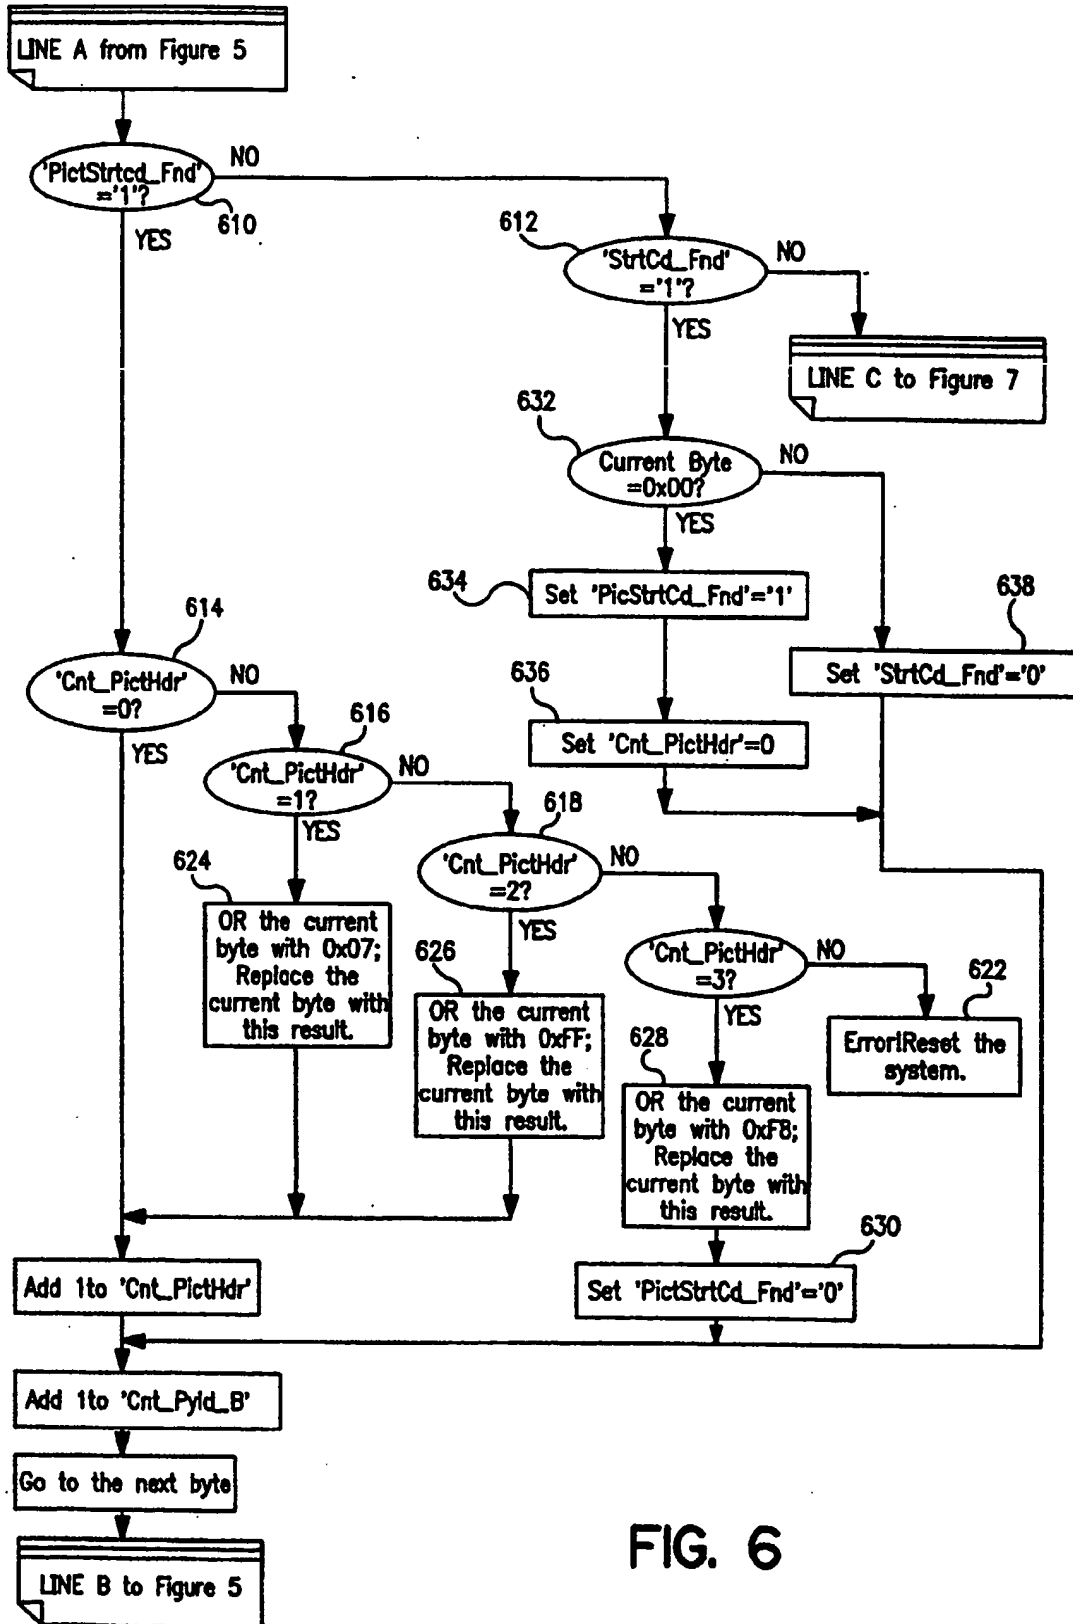 LINE A from Figure 5
'PictStrtcd_Fnd'
='1'?
NO
610
YES
612
'StrtCd_Fnd'
='1'?
NO
YES
LINE C to Figure 7
632
Current Byte
=0x00?
NO
YES
634
Set 'PicStrtCd_Fnd'='1'
638
Set 'StrtCd_Fnd'='0'
636
Set 'Cnt_PictHdr'=0
614
'Cnt_PictHdr'
=0?
NO
YES
616
'Cnt_PictHdr'
=1?
NO
YES
618
'Cnt_PictHdr'
=2?
NO
YES
624
OR the current
byte with 0x07;
Replace the
current byte with
this result.
626
OR the current
byte with 0xFF;
Replace the
current byte with
this result.
'Cnt_PictHdr'
=3?
NO
YES
622
Error!Reset the
system.
628
OR the current
byte with 0xF8;
Replace the
current byte with
this result.
630
Set 'PictStrtCd_Fnd'='0'
Add 1to 'Cnt_PictHdr'
Add 1to 'Cnt_Pyld_B'
Go to the next byte
LINE B to Figure 5
FIG. 6